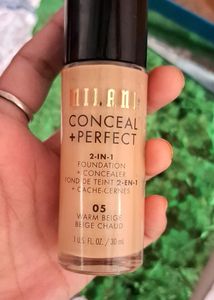 MILANI
CONCEAL
+PERFECT
2-IN-1
FOUNDATION
+ CONCEALER
FOND DE TEINT 2-EN-1
+ CACHE-CERNES
05
WARM BEIGE
BEIGE CHAUD
1 U.S. FL. OZ. / 30 mL